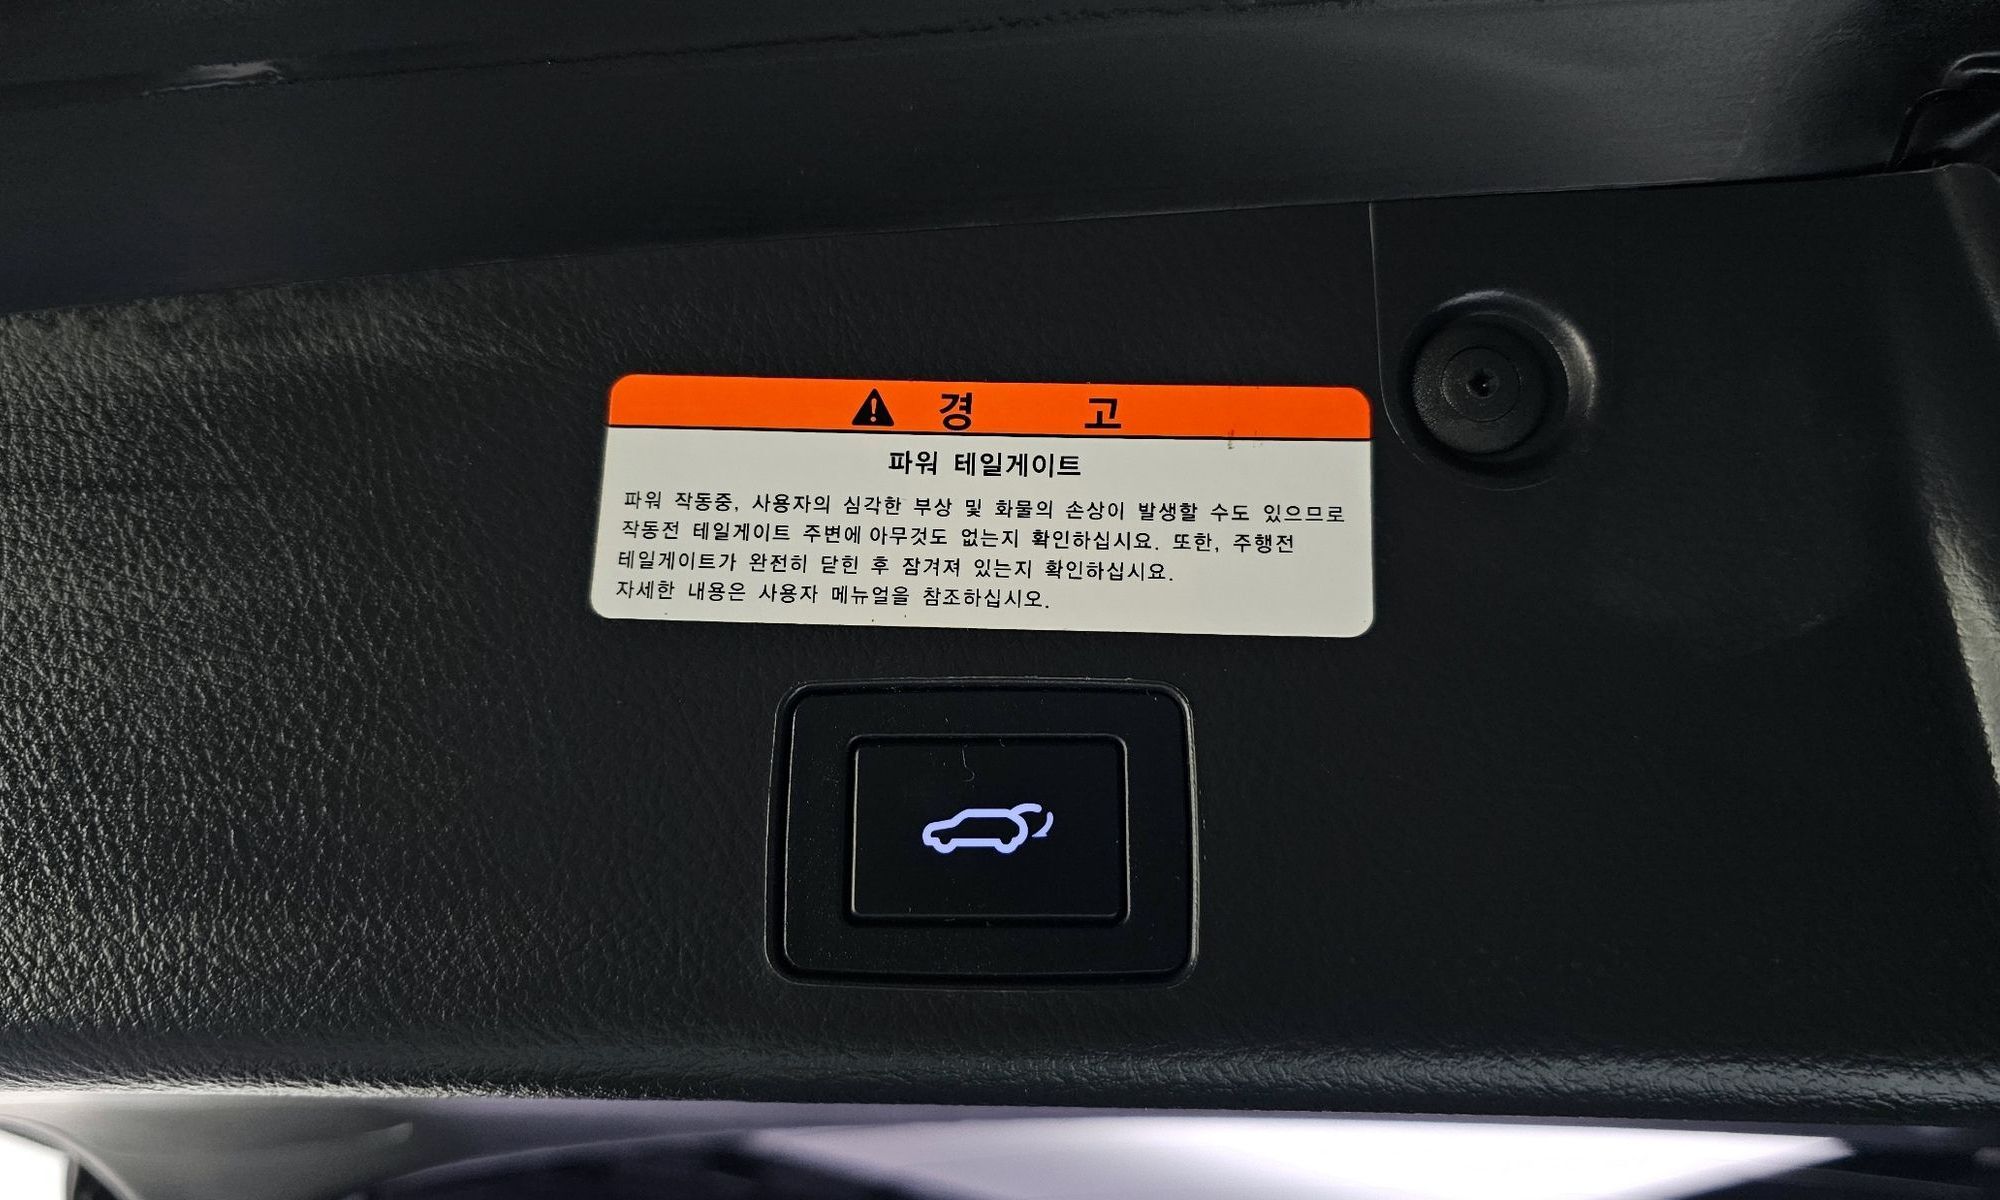 경 고
파워 테일게이트
파워 작동중, 사용자의 심각한 부상 및 화물의 손상이 발생할 수도 있으므로
작동전 테일게이트 주변에 아무것도 없는지 확인하십시요. 또한, 주행전
테일게이트가 완전히 닫힌 후 잠겨져 있는지 확인하십시요.
자세한 내용은 사용자 메뉴얼을 참조하십시오.